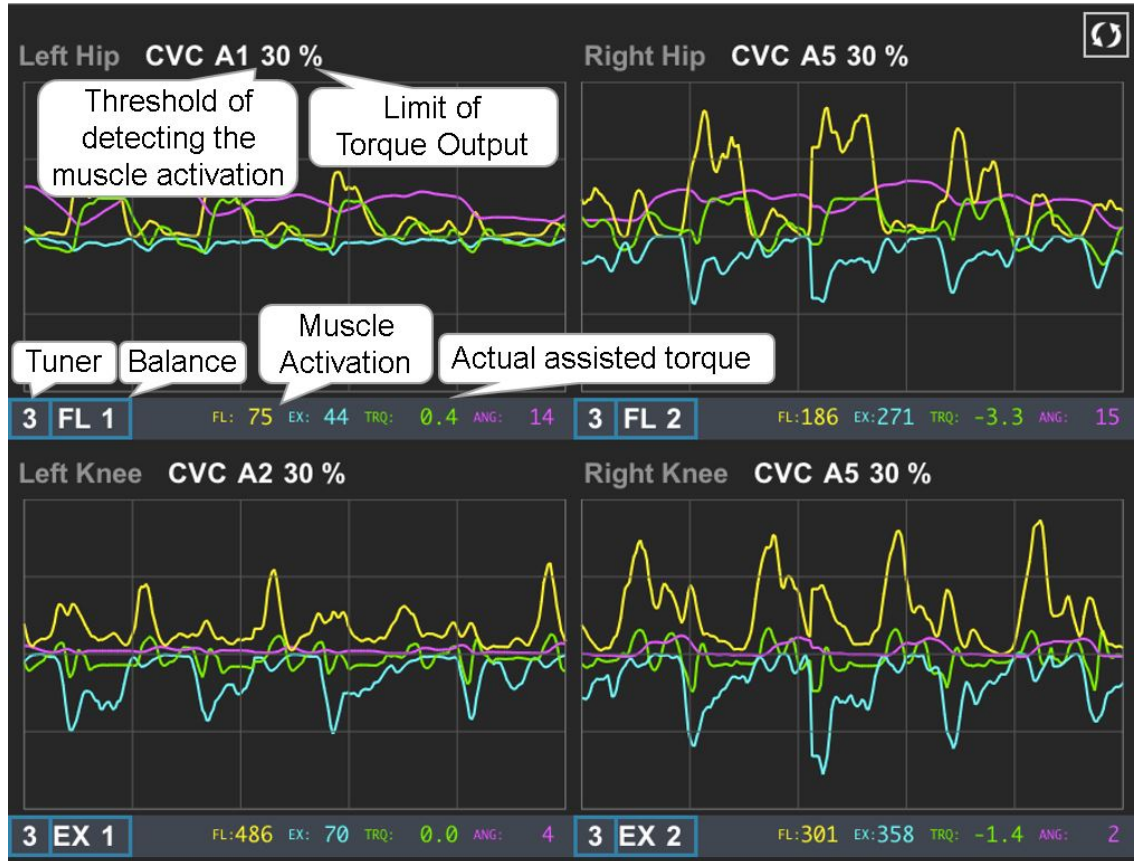 Left Hip CVC A1 30 %
Right Hip CVC A5 30 %
Threshold of
detecting the
muscle activation
Limit of
Torque Output
Tuner
Balance
Muscle
Activation
Actual assisted torque
3 FL 1 FL: 75 EX: 44 TRQ: 0.4 ANG: 14
3 FL 2 FL:186 EX:271 TRQ: -3.3 ANG: 15
Left Knee CVC A2 30 %
Right Knee CVC A5 30 %
3 EX 1 FL:486 EX: 70 TRQ: 0.0 ANG: 4
3 EX 2 FL:301 EX:358 TRQ: -1.4 ANG: 2